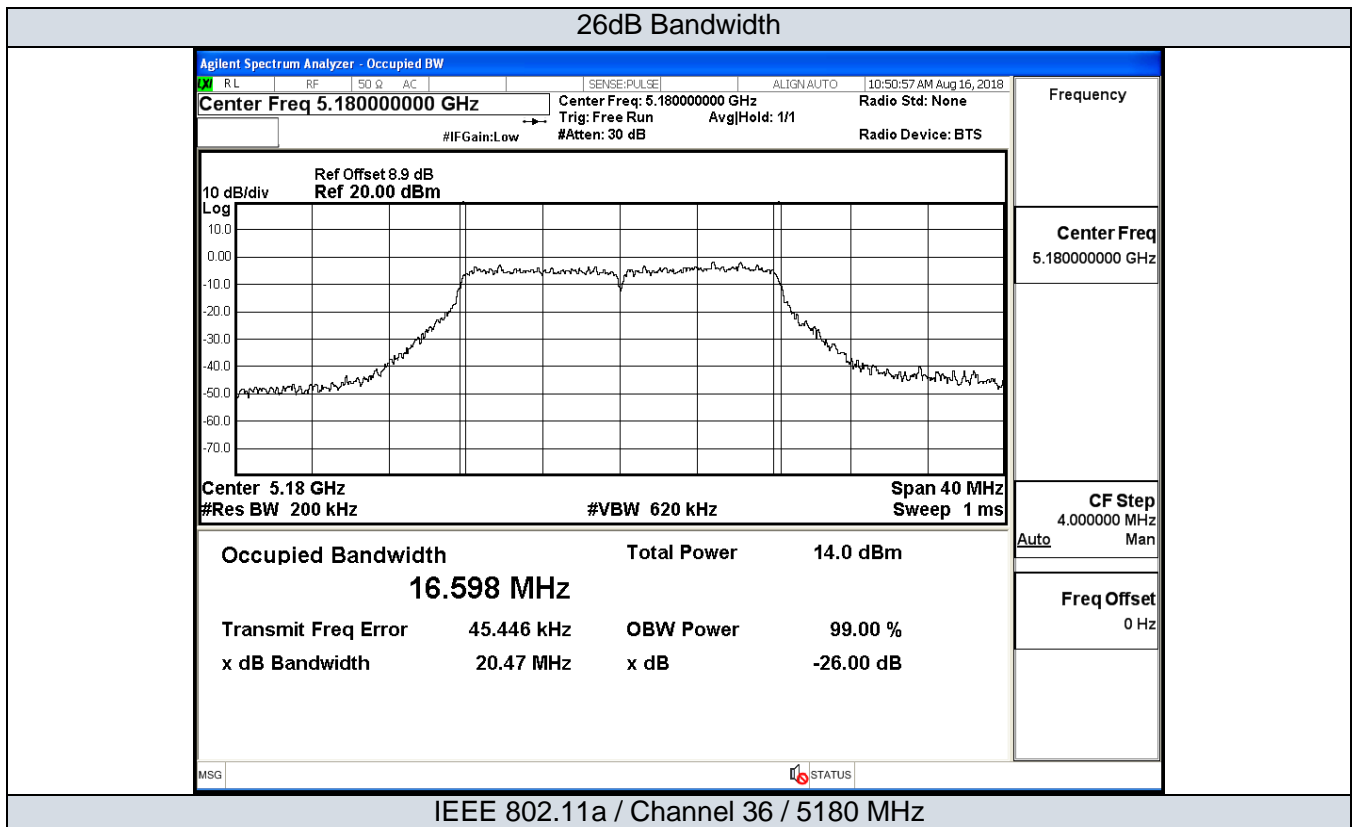 26dB Bandwidth
Agilent Spectrum Analyzer - Occupied BW
LXI RL RF 50 Ω AC SENSE:PULSE ALIGN AUTO 10:50:57 AM Aug 16, 2018
Center Freq 5.180000000 GHz
Center Freq: 5.180000000 GHz
Radio Std: None
Trig: Free Run Avg|Hold: 1/1
#IFGain:Low
#Atten: 30 dB
Radio Device: BTS
Frequency
Ref Offset 8.9 dB
10 dB/div Ref 20.00 dBm
Log
10.0
0.00
-10.0
-20.0
-30.0
-40.0
-50.0
-60.0
-70.0
Center 5.18 GHz Span 40 MHz
#Res BW 200 kHz #VBW 620 kHz Sweep 1 ms
Center Freq
5.180000000 GHz
CF Step
4.000000 MHz
Auto Man
Freq Offset
0 Hz
Occupied Bandwidth Total Power 14.0 dBm
16.598 MHz
Transmit Freq Error 45.446 kHz OBW Power 99.00 %
x dB Bandwidth 20.47 MHz x dB -26.00 dB
MSG STATUS
IEEE 802.11a / Channel 36 / 5180 MHz